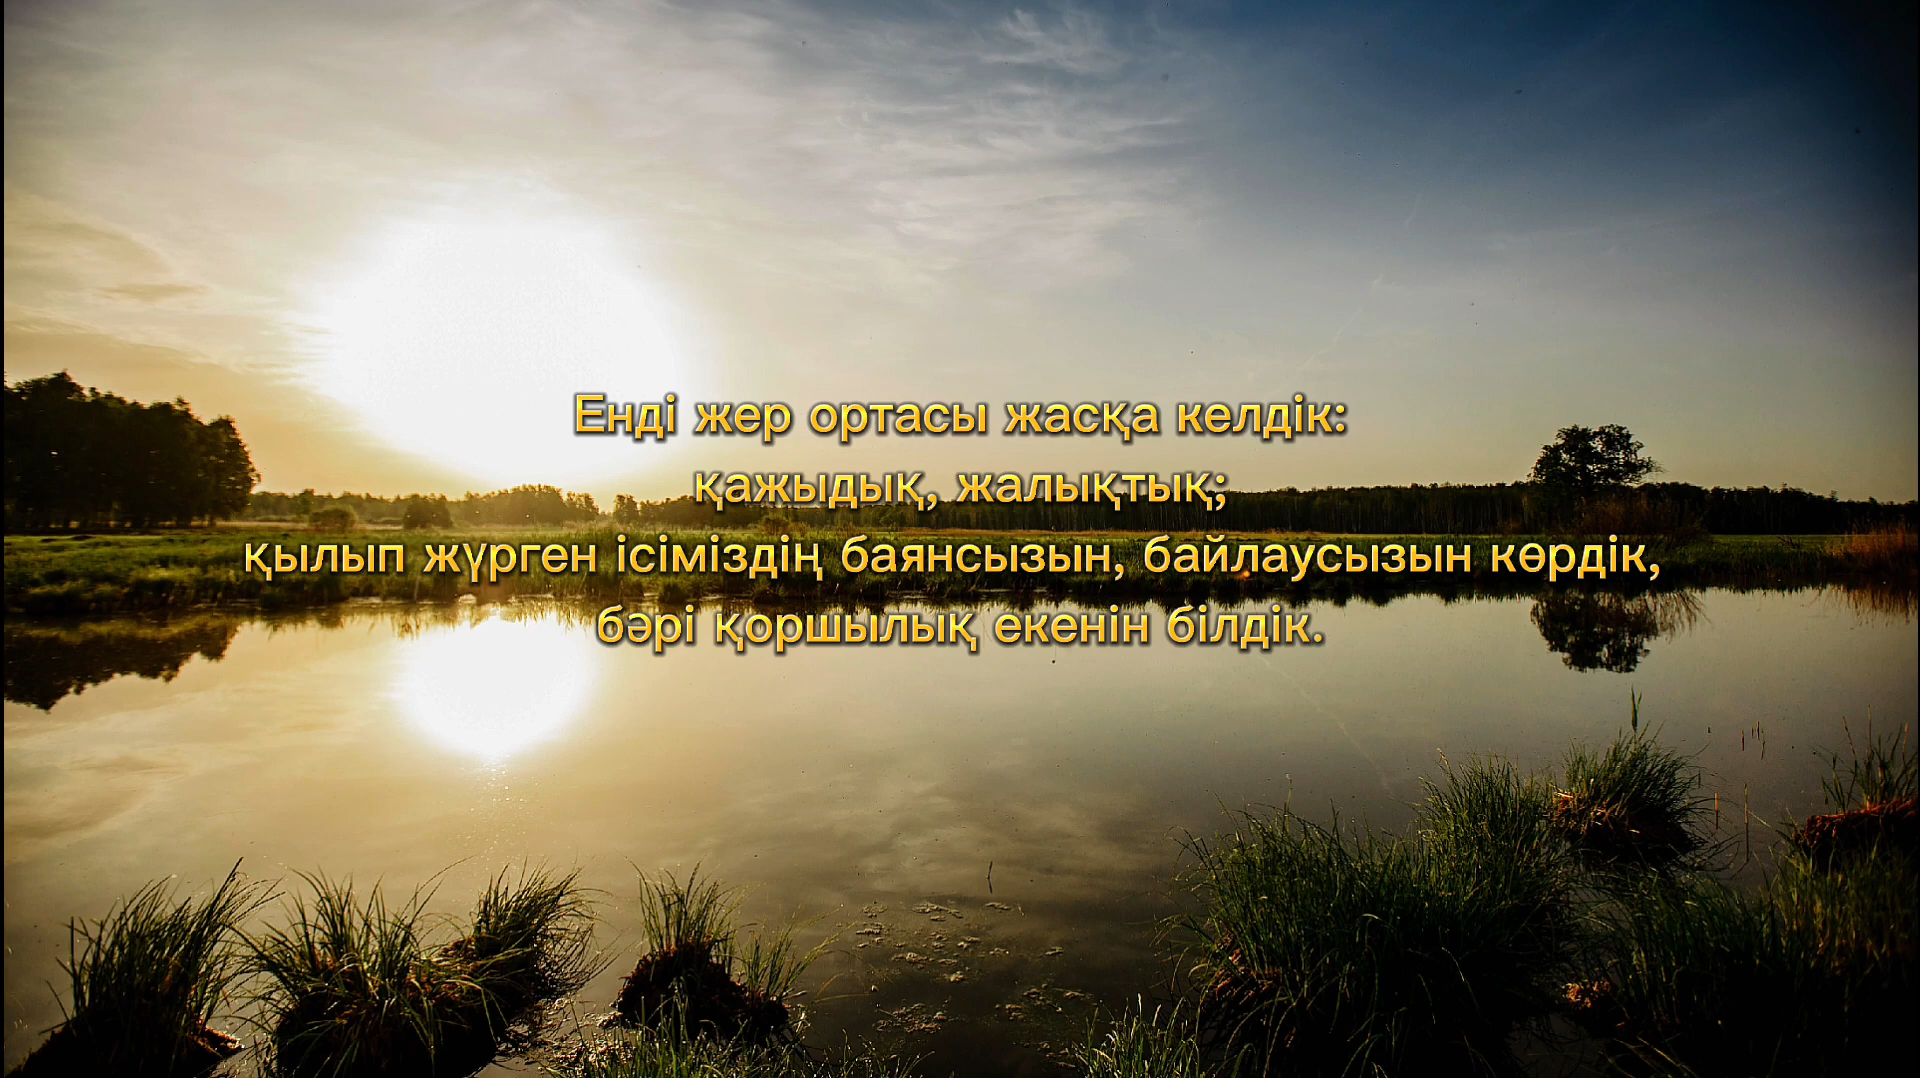 Енді жер ортасы жасқа келдік:
қажыдық, жалықтық;
қылып жүрген ісіміздің баянсызын, байлаусызын көрдік,
бәрі қоршылық екенін білдік.